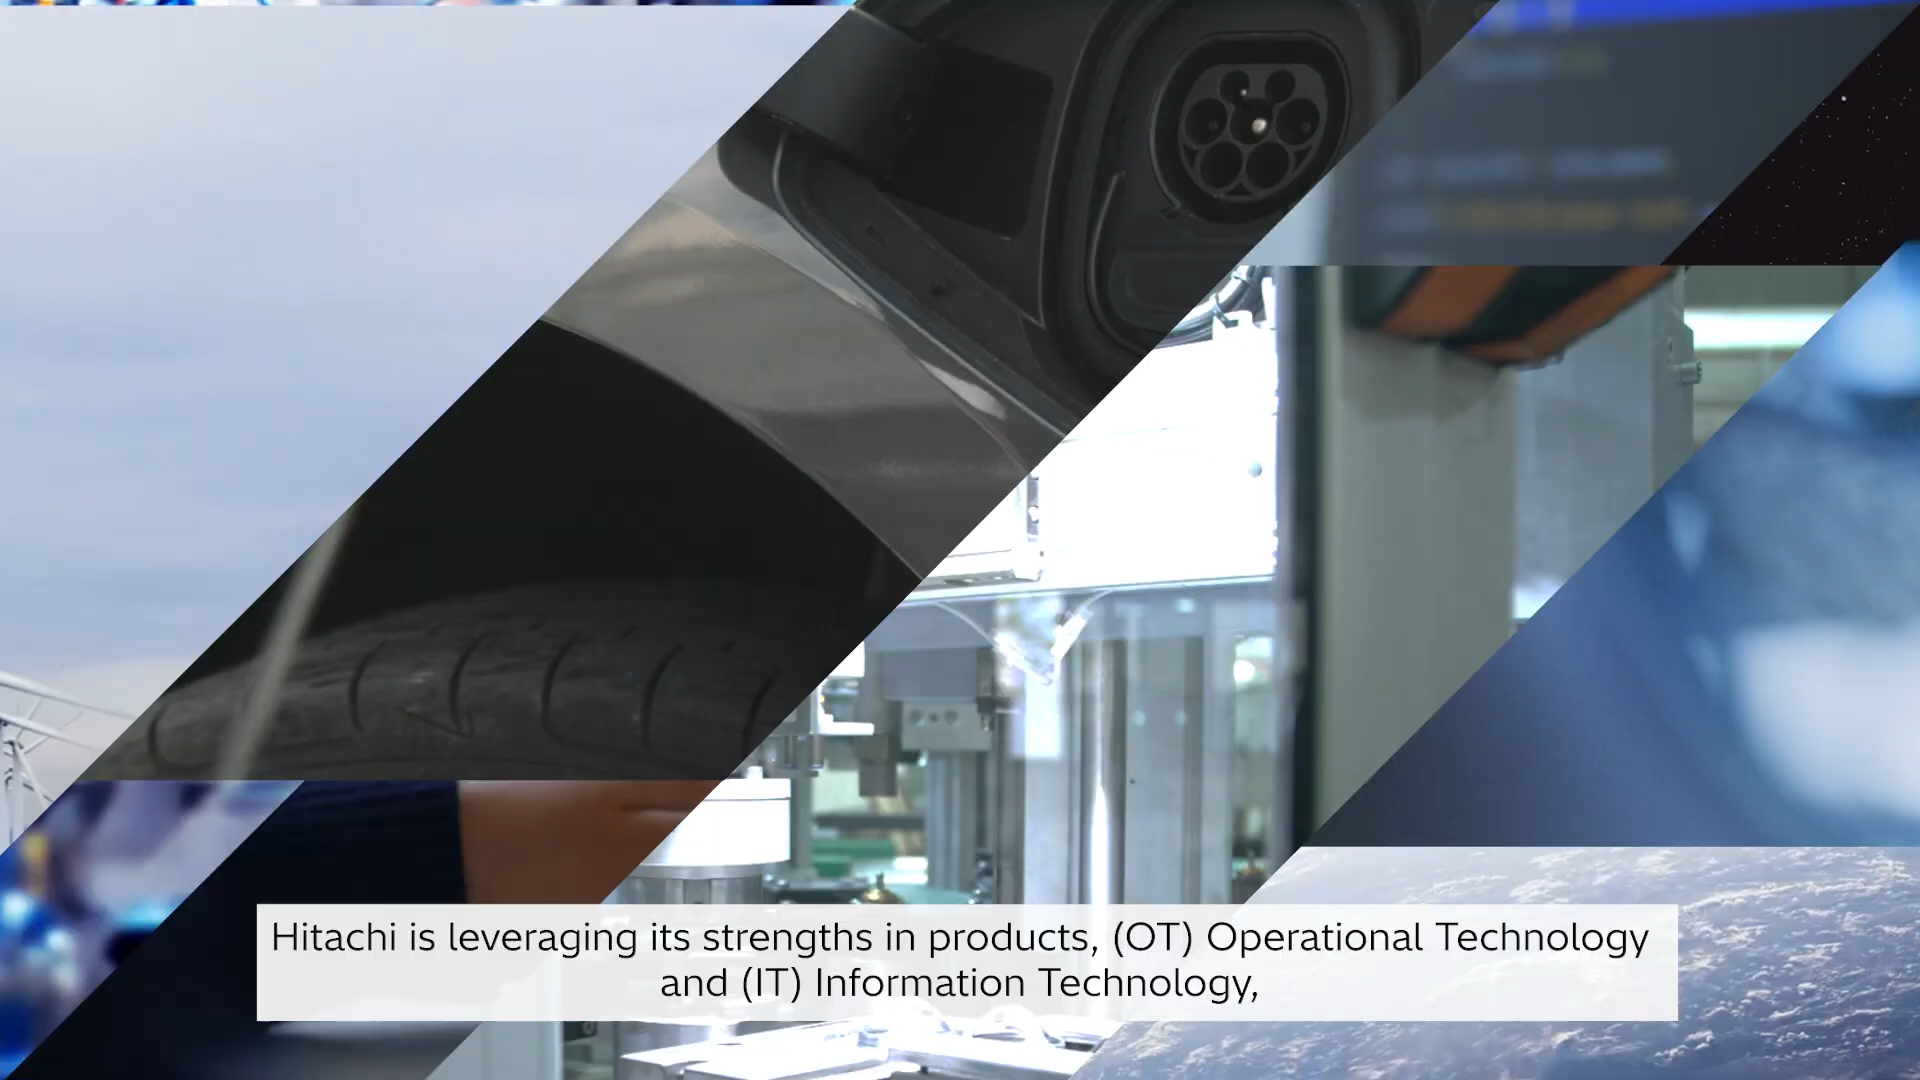 Hitachi is leveraging its strengths in products, (OT) Operational Technology
and (IT) Information Technology,